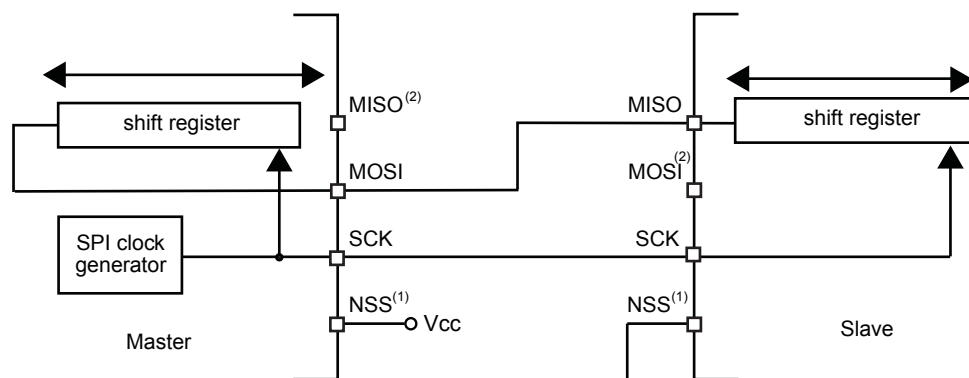 MISO(2)
MISO
shift register
shift register
MOSI
MOSI(2)
SPI clock
generator
SCK
SCK
NSS(1)
Vcc
NSS(1)
Master
Slave